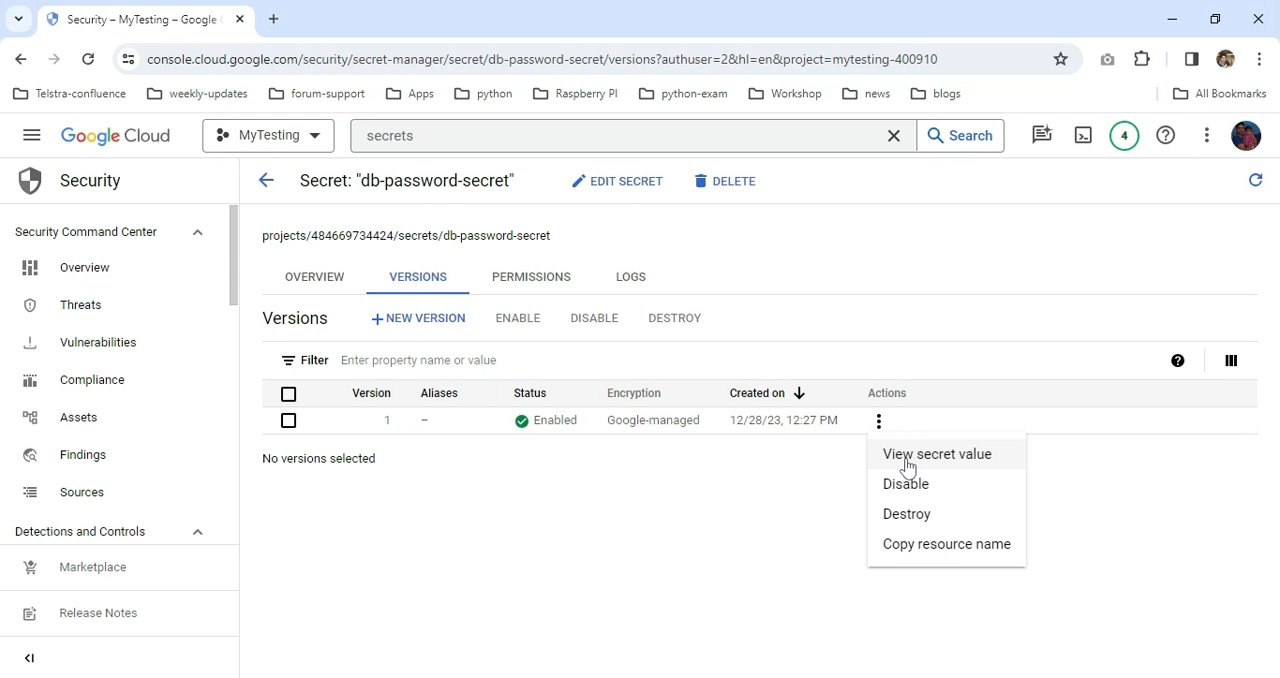 Security – MyTesting – Google
console.cloud.google.com/security/secret-manager/secret/db-password-secret/versions?authuser=2&hl=en&project=mytesting-400910
Telstra-confluence weekly-updates forum-support Apps python Raspberry PI python-exam Workshop news blogs All Bookmarks
Google Cloud MyTesting secrets Search 4
Security Secret: "db-password-secret" EDIT SECRET DELETE
Security Command Center
Overview
Threats
Vulnerabilities
Compliance
Assets
Findings
Sources
Detections and Controls
Marketplace
Release Notes
projects/484669734424/secrets/db-password-secret
OVERVIEW VERSIONS PERMISSIONS LOGS
Versions + NEW VERSION ENABLE DISABLE DESTROY
Filter Enter property name or value
Version Aliases Status Encryption Created on Actions
1 – Enabled Google-managed 12/28/23, 12:27 PM
No versions selected
View secret value
Disable
Destroy
Copy resource name